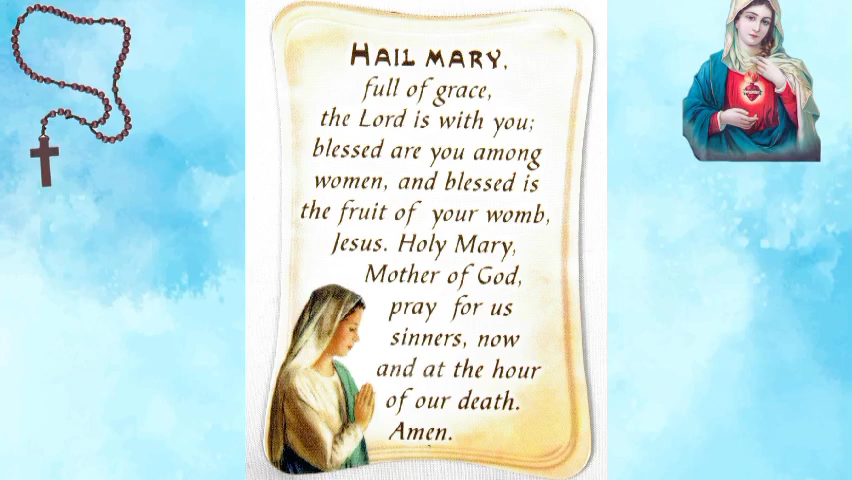 HAIL MARY,
full of grace,
the Lord is with you;
blessed are you among
women, and blessed is
the fruit of your womb,
Jesus. Holy Mary,
Mother of God,
pray for us
sinners, now
and at the hour
of our death.
Amen.